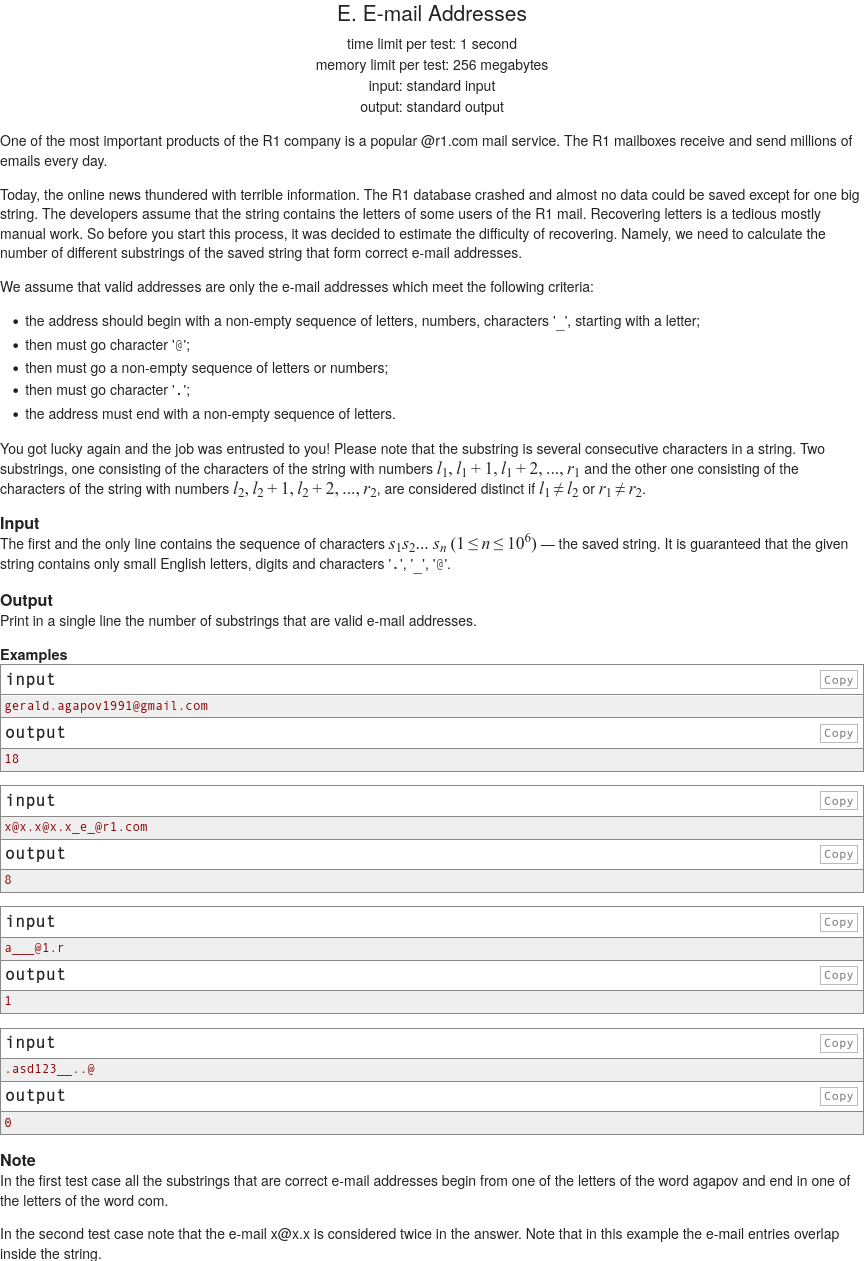 E. E-mail Addresses
time limit per test: 1 second
memory limit per test: 256 megabytes
input: standard input
output: standard output
One of the most important products of the R1 company is a popular @r1.com mail service. The R1 mailboxes receive and send millions of
emails every day.
Today, the online news thundered with terrible information. The R1 database crashed and almost no data could be saved except for one big
string. The developers assume that the string contains the letters of some users of the R1 mail. Recovering letters is a tedious mostly
manual work. So before you start this process, it was decided to estimate the difficulty of recovering. Namely, we need to calculate the
number of different substrings of the saved string that form correct e-mail addresses.
We assume that valid addresses are only the e-mail addresses which meet the following criteria:
• the address should begin with a non-empty sequence of letters, numbers, characters '_', starting with a letter;
• then must go character '@';
• then must go a non-empty sequence of letters or numbers;
• then must go character '.';
• the address must end with a non-empty sequence of letters.
You got lucky again and the job was entrusted to you! Please note that the substring is several consecutive characters in a string. Two
substrings, one consisting of the characters of the string with numbers l₁, l₁ + 1, l₁ + 2, ..., r₁ and the other one consisting of the
characters of the string with numbers l₂, l₂ + 1, l₂ + 2, ..., r₂, are considered distinct if l₁ ≠ l₂ or r₁ ≠ r₂.
Input
The first and the only line contains the sequence of characters s₁s₂... sₙ (1 ≤ n ≤ 10⁶) — the saved string. It is guaranteed that the given
string contains only small English letters, digits and characters '.', '_', '@'.
Output
Print in a single line the number of substrings that are valid e-mail addresses.
Examples
input Copy
gerald.agapov1991@gmail.com
output Copy
18
input Copy
x@x.x@x.x_e_@r1.com
output Copy
8
input Copy
a___@1.r
output Copy
1
input Copy
.asd123__..@
output Copy
0
Note
In the first test case all the substrings that are correct e-mail addresses begin from one of the letters of the word agapov and end in one of
the letters of the word com.
In the second test case note that the e-mail x@x.x is considered twice in the answer. Note that in this example the e-mail entries overlap
inside the string.